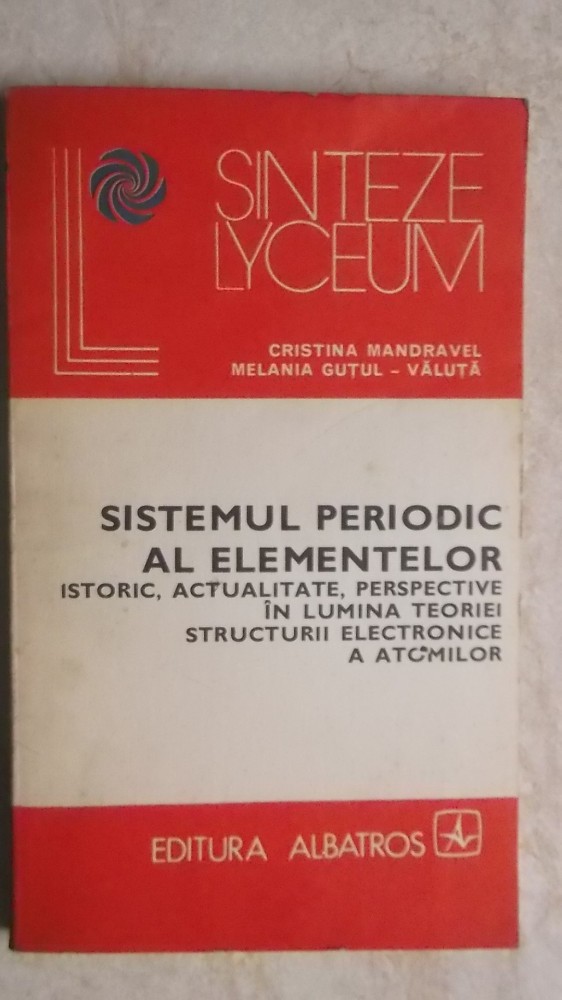 SINTEZE
LYCEUM
CRISTINA MANDRAVEL
MELANIA GUȚUL – VĂLUȚĂ
SISTEMUL PERIODIC
AL ELEMENTELOR
ISTORIC, ACTUALITATE, PERSPECTIVE
ÎN LUMINA TEORIEI
STRUCTURII ELECTRONICE
A ATOMILOR
EDITURA ALBATROS